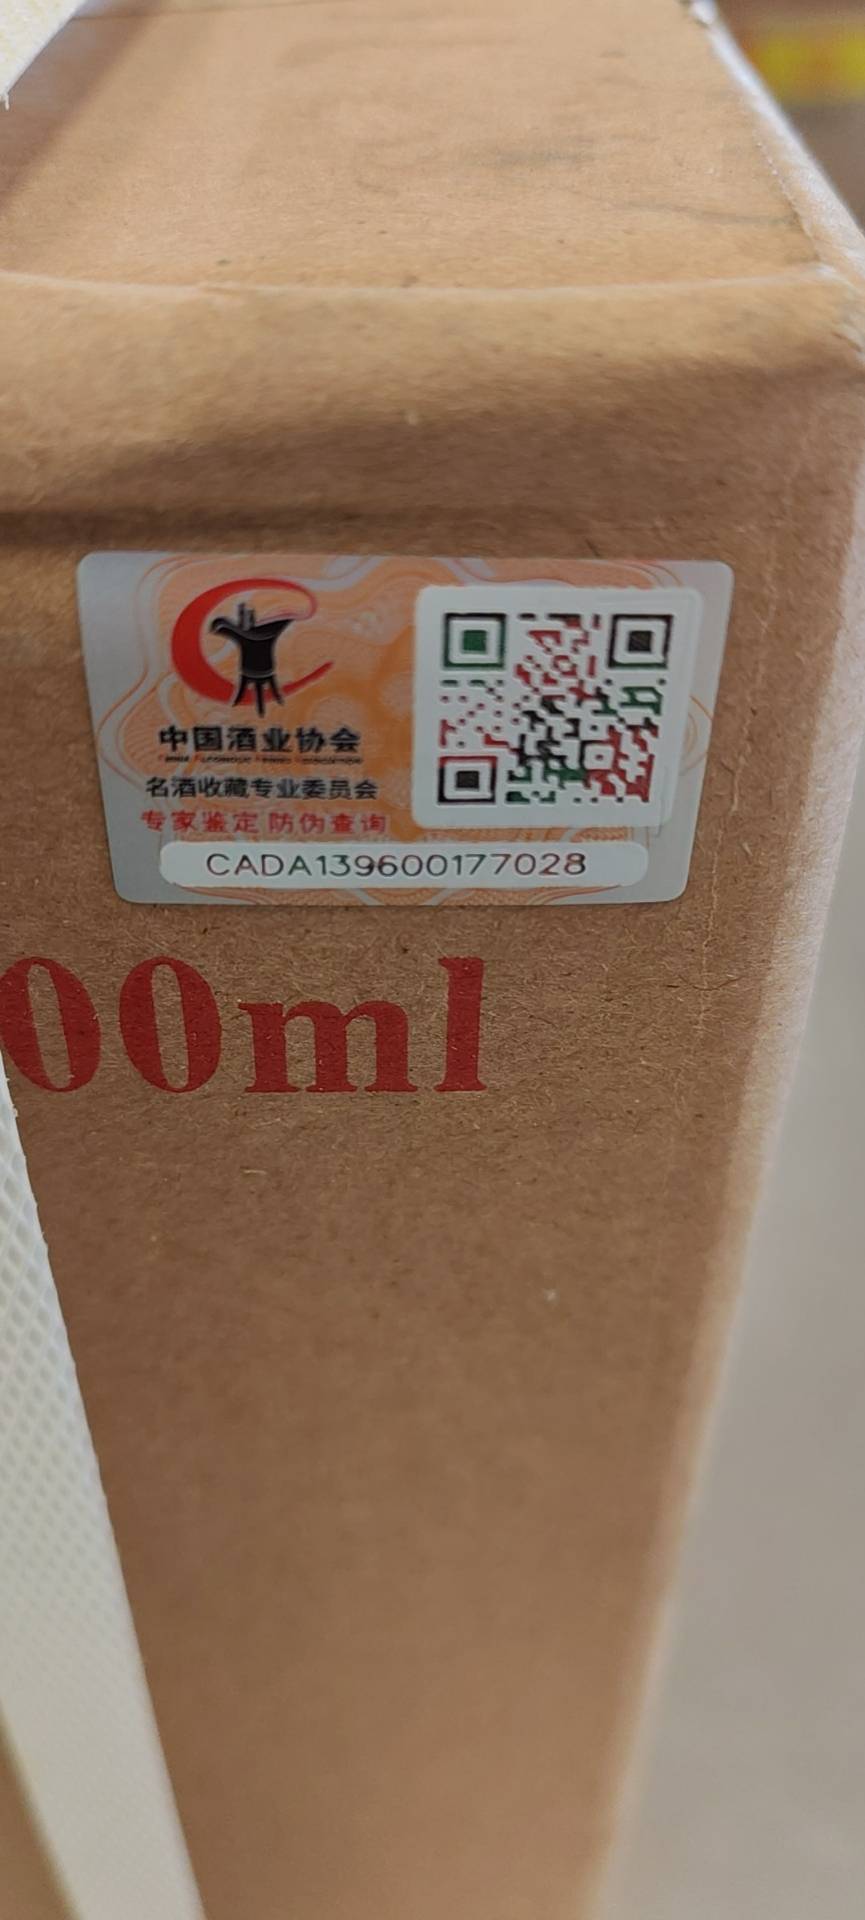 中国酒业协会
名酒收藏专业委员会
专家鉴定 防伪查询
CADA139600177028
00ml